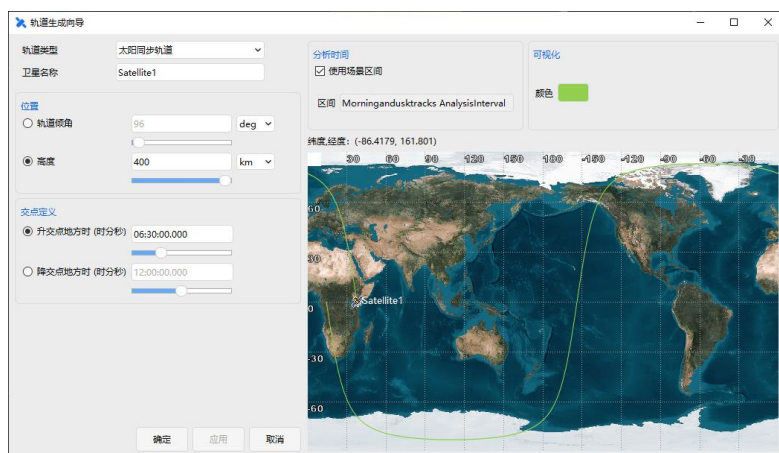 轨道生成向导
轨道类型 太阳同步轨道
卫星名称 Satellite1
位置
轨道倾角 96 deg
高度 400 km
交点定义
升交点地方时 (时分秒) 06:30:00.000
降交点地方时 (时分秒) 12:00:00.000
确定 应用 取消
分析时间
使用场景区间
区间 Morningandusktracks AnalysisInterval
可视化
颜色
纬度,经度: (-86.4179, 161.801)
30 60 90 120 150 180 -150 -120 -90 -60 -30
60
30
0
-30
-60
Satellite1